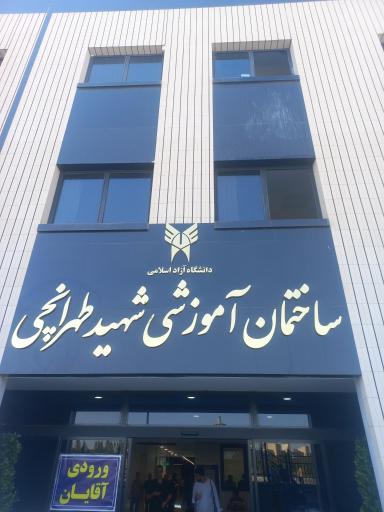 دانشگاه آزاد اسلامی
ساختمان آموزشی شهید طهرانچی
ورودی
آقایان